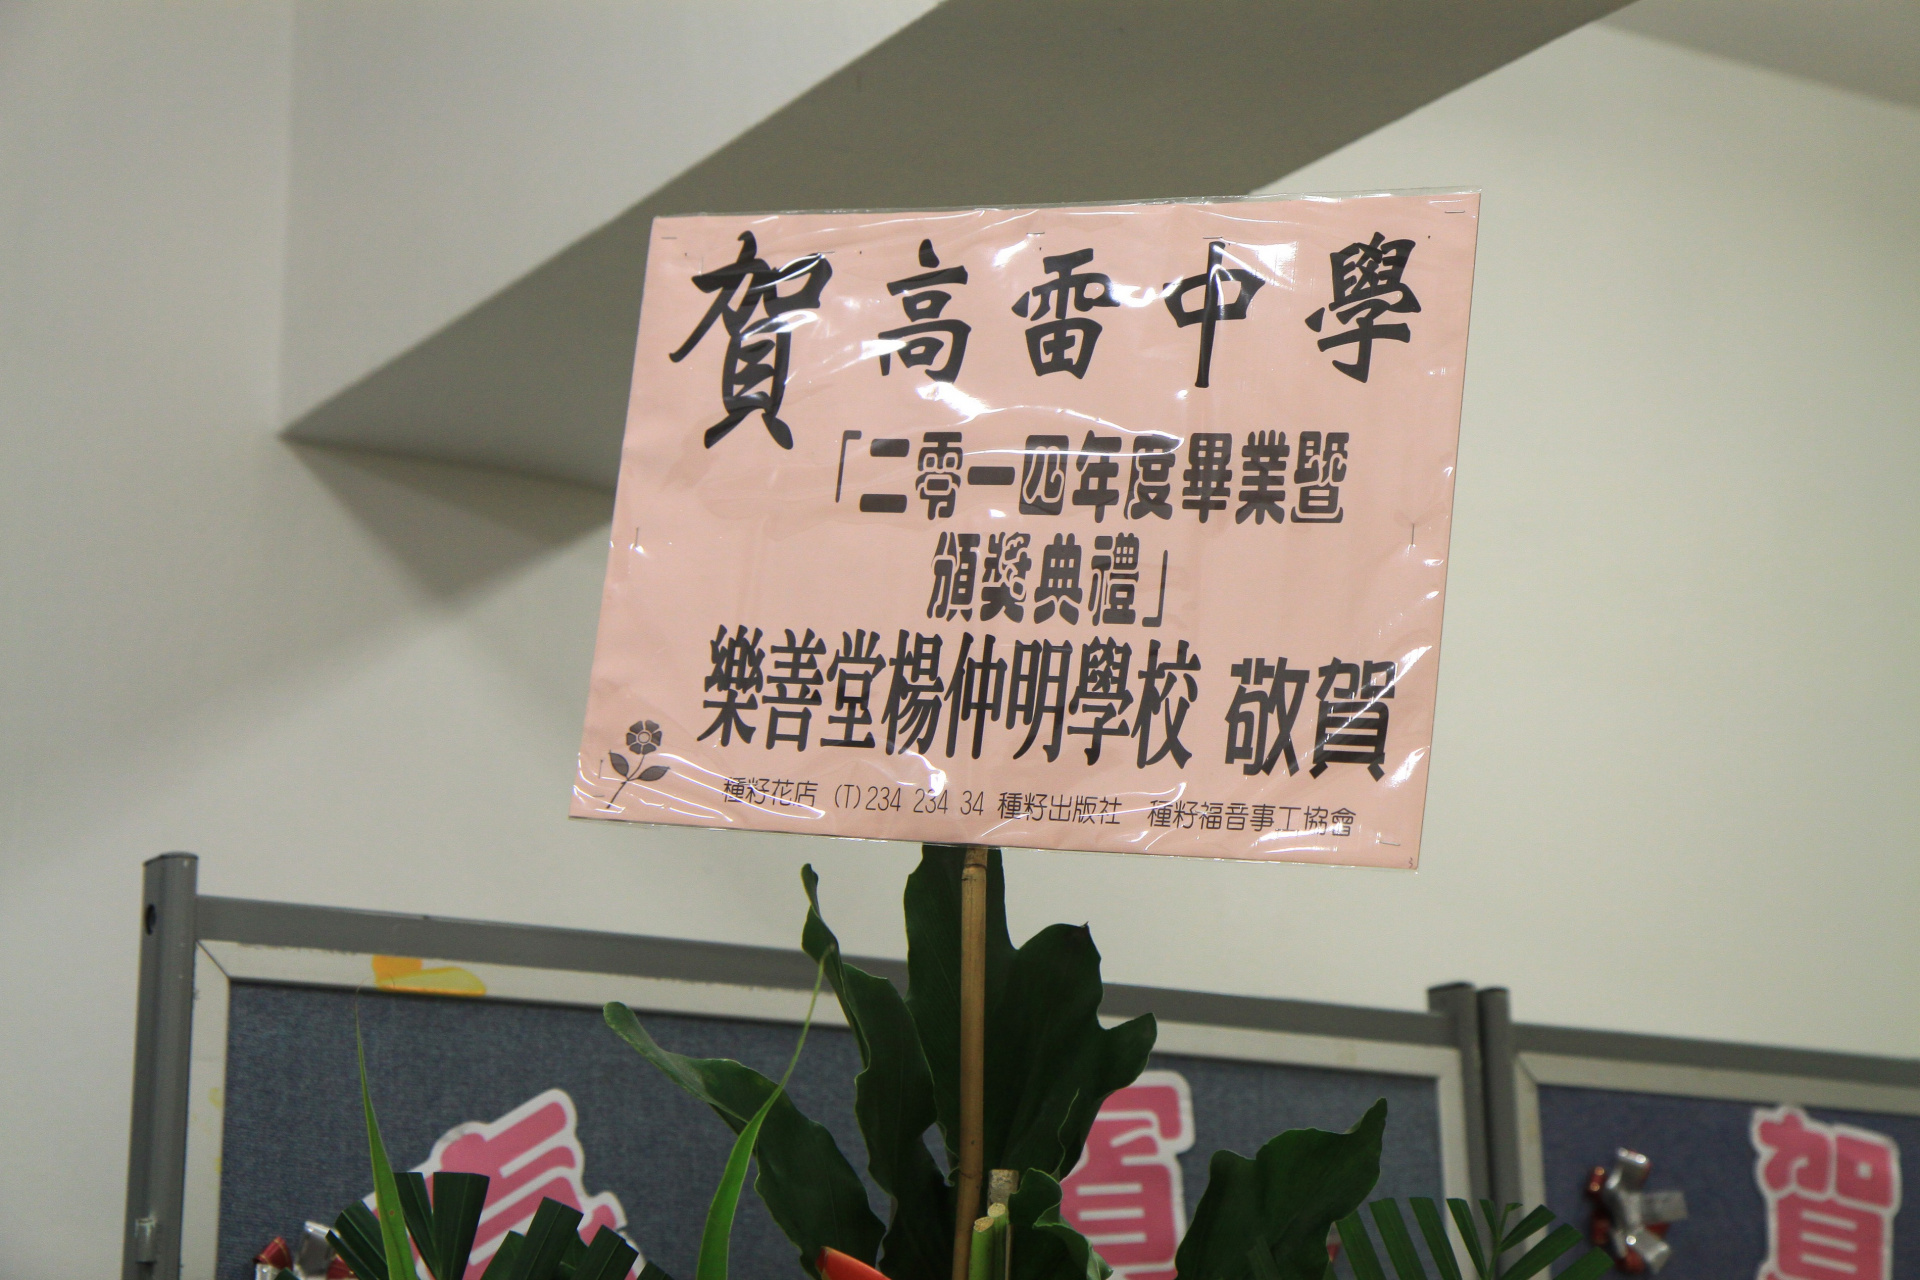 賀高雷中學
「二零一四年度畢業暨
頒獎典禮」
樂善堂楊仲明學校 敬賀
種籽花店 (T) 234 234 34 種籽出版社 種籽福音事工協會
賀